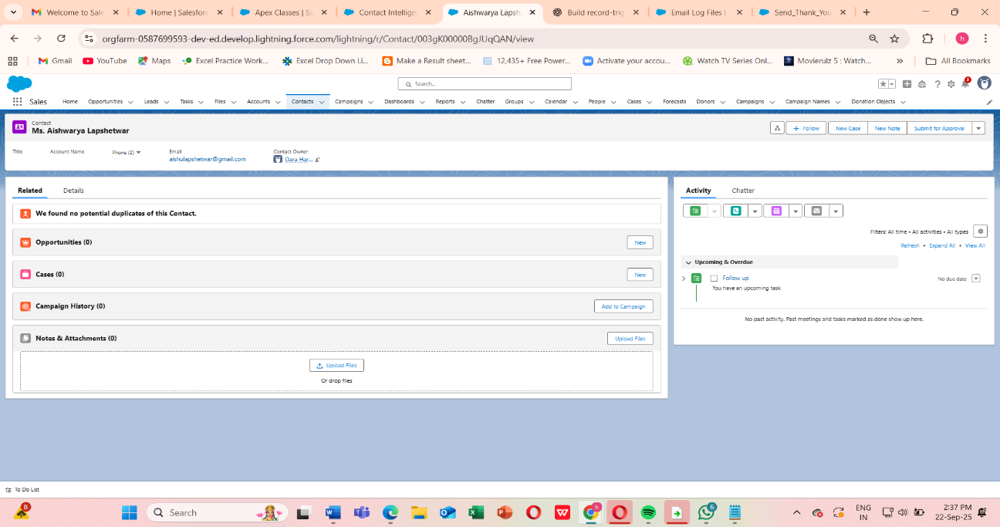 Welcome to Sale
Home | Salesforc
Apex Classes | Sa
Contact Intellige
Aishwarya Lapsh
Build record-trig
Email Log Files |
Send_Thank_You
orgfarm-0587699593-dev-ed.develop.lightning.force.com/lightning/r/Contact/003gK00000BgJUqQAN/view
h
Gmail
YouTube
Maps
Excel Practice Work...
Excel Drop Down Li...
Make a Result sheet...
12,435+ Free Power...
Activate your accou...
Watch TV Series Onl...
Movierulz 5 : Watch...
All Bookmarks
Search...
2
Sales
Home
Opportunities
Leads
Tasks
Files
Accounts
Contacts
Campaigns
Dashboards
Reports
Chatter
Groups
Calendar
People
Cases
Forecasts
Donors
Campaigns
Campaign Names
Donation Objects
Contact
Ms. Aishwarya Lapshetwar
Follow
New Case
New Note
Submit for Approval
Title
Account Name
Phone (2)
Email
aishulapshetwar@gmail.com
Contact Owner
Dara Har...
Related
Details
We found no potential duplicates of this Contact.
Opportunities (0)
New
Cases (0)
New
Campaign History (0)
Add to Campaign
Notes & Attachments (0)
Upload Files
Upload Files
Or drop files
Activity
Chatter
Filters: All time • All activities • All types
Refresh • Expand All • View All
Upcoming & Overdue
Follow up
No due date
You have an upcoming task
No past activity. Past meetings and tasks marked as done show up here.
To Do List
8
Search
h
6
ENG
IN
2:37 PM
22-Sep-25